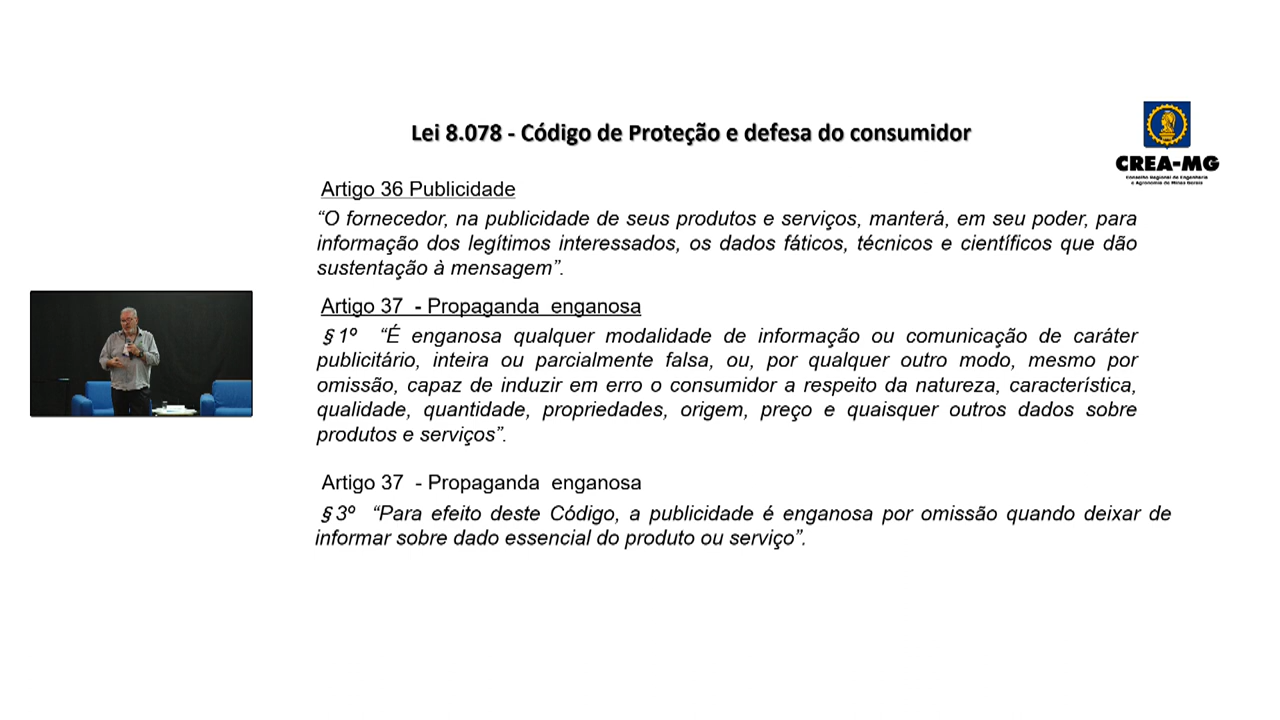 Lei 8.078 - Código de Proteção e defesa do consumidor
CREA-MG
Conselho Regional de Engenharia
e Agronomia de Minas Gerais
Artigo 36 Publicidade
“O fornecedor, na publicidade de seus produtos e serviços, manterá, em seu poder, para
informação dos legítimos interessados, os dados fáticos, técnicos e científicos que dão
sustentação à mensagem”.
Artigo 37 - Propaganda enganosa
§ 1º “É enganosa qualquer modalidade de informação ou comunicação de caráter
publicitário, inteira ou parcialmente falsa, ou, por qualquer outro modo, mesmo por
omissão, capaz de induzir em erro o consumidor a respeito da natureza, característica,
qualidade, quantidade, propriedades, origem, preço e quaisquer outros dados sobre
produtos e serviços”.
Artigo 37 - Propaganda enganosa
§ 3º “Para efeito deste Código, a publicidade é enganosa por omissão quando deixar de
informar sobre dado essencial do produto ou serviço”.